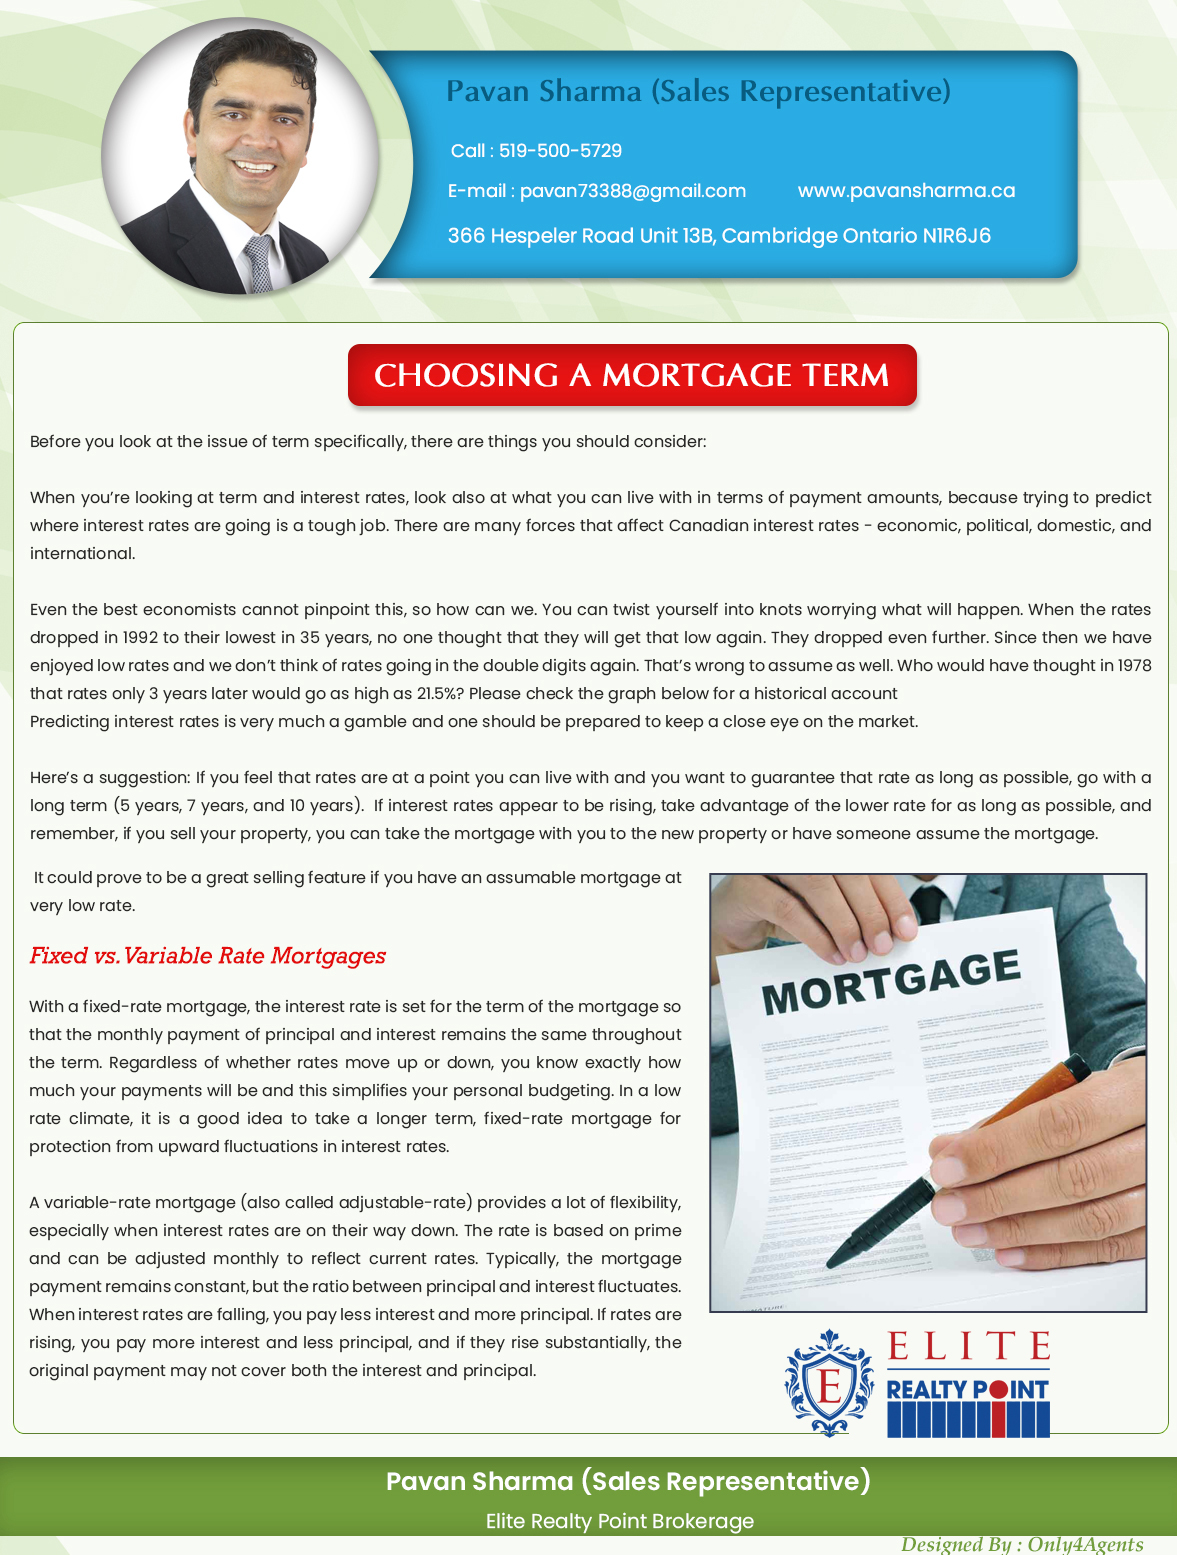 Pavan Sharma (Sales Representative)
Call : 519-500-5729
E-mail : pavan73388@gmail.com www.pavansharma.ca
366 Hespeler Road Unit 13B, Cambridge Ontario N1R6J6
CHOOSING A MORTGAGE TERM
Before you look at the issue of term specifically, there are things you should consider:
When you’re looking at term and interest rates, look also at what you can live with in terms of payment amounts, because trying to predict
where interest rates are going is a tough job. There are many forces that affect Canadian interest rates - economic, political, domestic, and
international.
Even the best economists cannot pinpoint this, so how can we. You can twist yourself into knots worrying what will happen. When the rates
dropped in 1992 to their lowest in 35 years, no one thought that they will get that low again. They dropped even further. Since then we have
enjoyed low rates and we don’t think of rates going in the double digits again. That’s wrong to assume as well. Who would have thought in 1978
that rates only 3 years later would go as high as 21.5%? Please check the graph below for a historical account
Predicting interest rates is very much a gamble and one should be prepared to keep a close eye on the market.
Here’s a suggestion: If you feel that rates are at a point you can live with and you want to guarantee that rate as long as possible, go with a
long term (5 years, 7 years, and 10 years). If interest rates appear to be rising, take advantage of the lower rate for as long as possible, and
remember, if you sell your property, you can take the mortgage with you to the new property or have someone assume the mortgage.
It could prove to be a great selling feature if you have an assumable mortgage at
very low rate.
Fixed vs. Variable Rate Mortgages
With a fixed-rate mortgage, the interest rate is set for the term of the mortgage so
that the monthly payment of principal and interest remains the same throughout
the term. Regardless of whether rates move up or down, you know exactly how
much your payments will be and this simplifies your personal budgeting. In a low
rate climate, it is a good idea to take a longer term, fixed-rate mortgage for
protection from upward fluctuations in interest rates.
A variable-rate mortgage (also called adjustable-rate) provides a lot of flexibility,
especially when interest rates are on their way down. The rate is based on prime
and can be adjusted monthly to reflect current rates. Typically, the mortgage
payment remains constant, but the ratio between principal and interest fluctuates.
When interest rates are falling, you pay less interest and more principal. If rates are
rising, you pay more interest and less principal, and if they rise substantially, the
original payment may not cover both the interest and principal.
MORTGAGE
E
ELITE
REALTY POINT
Pavan Sharma (Sales Representative)
Elite Realty Point Brokerage
Designed By : Only4Agents